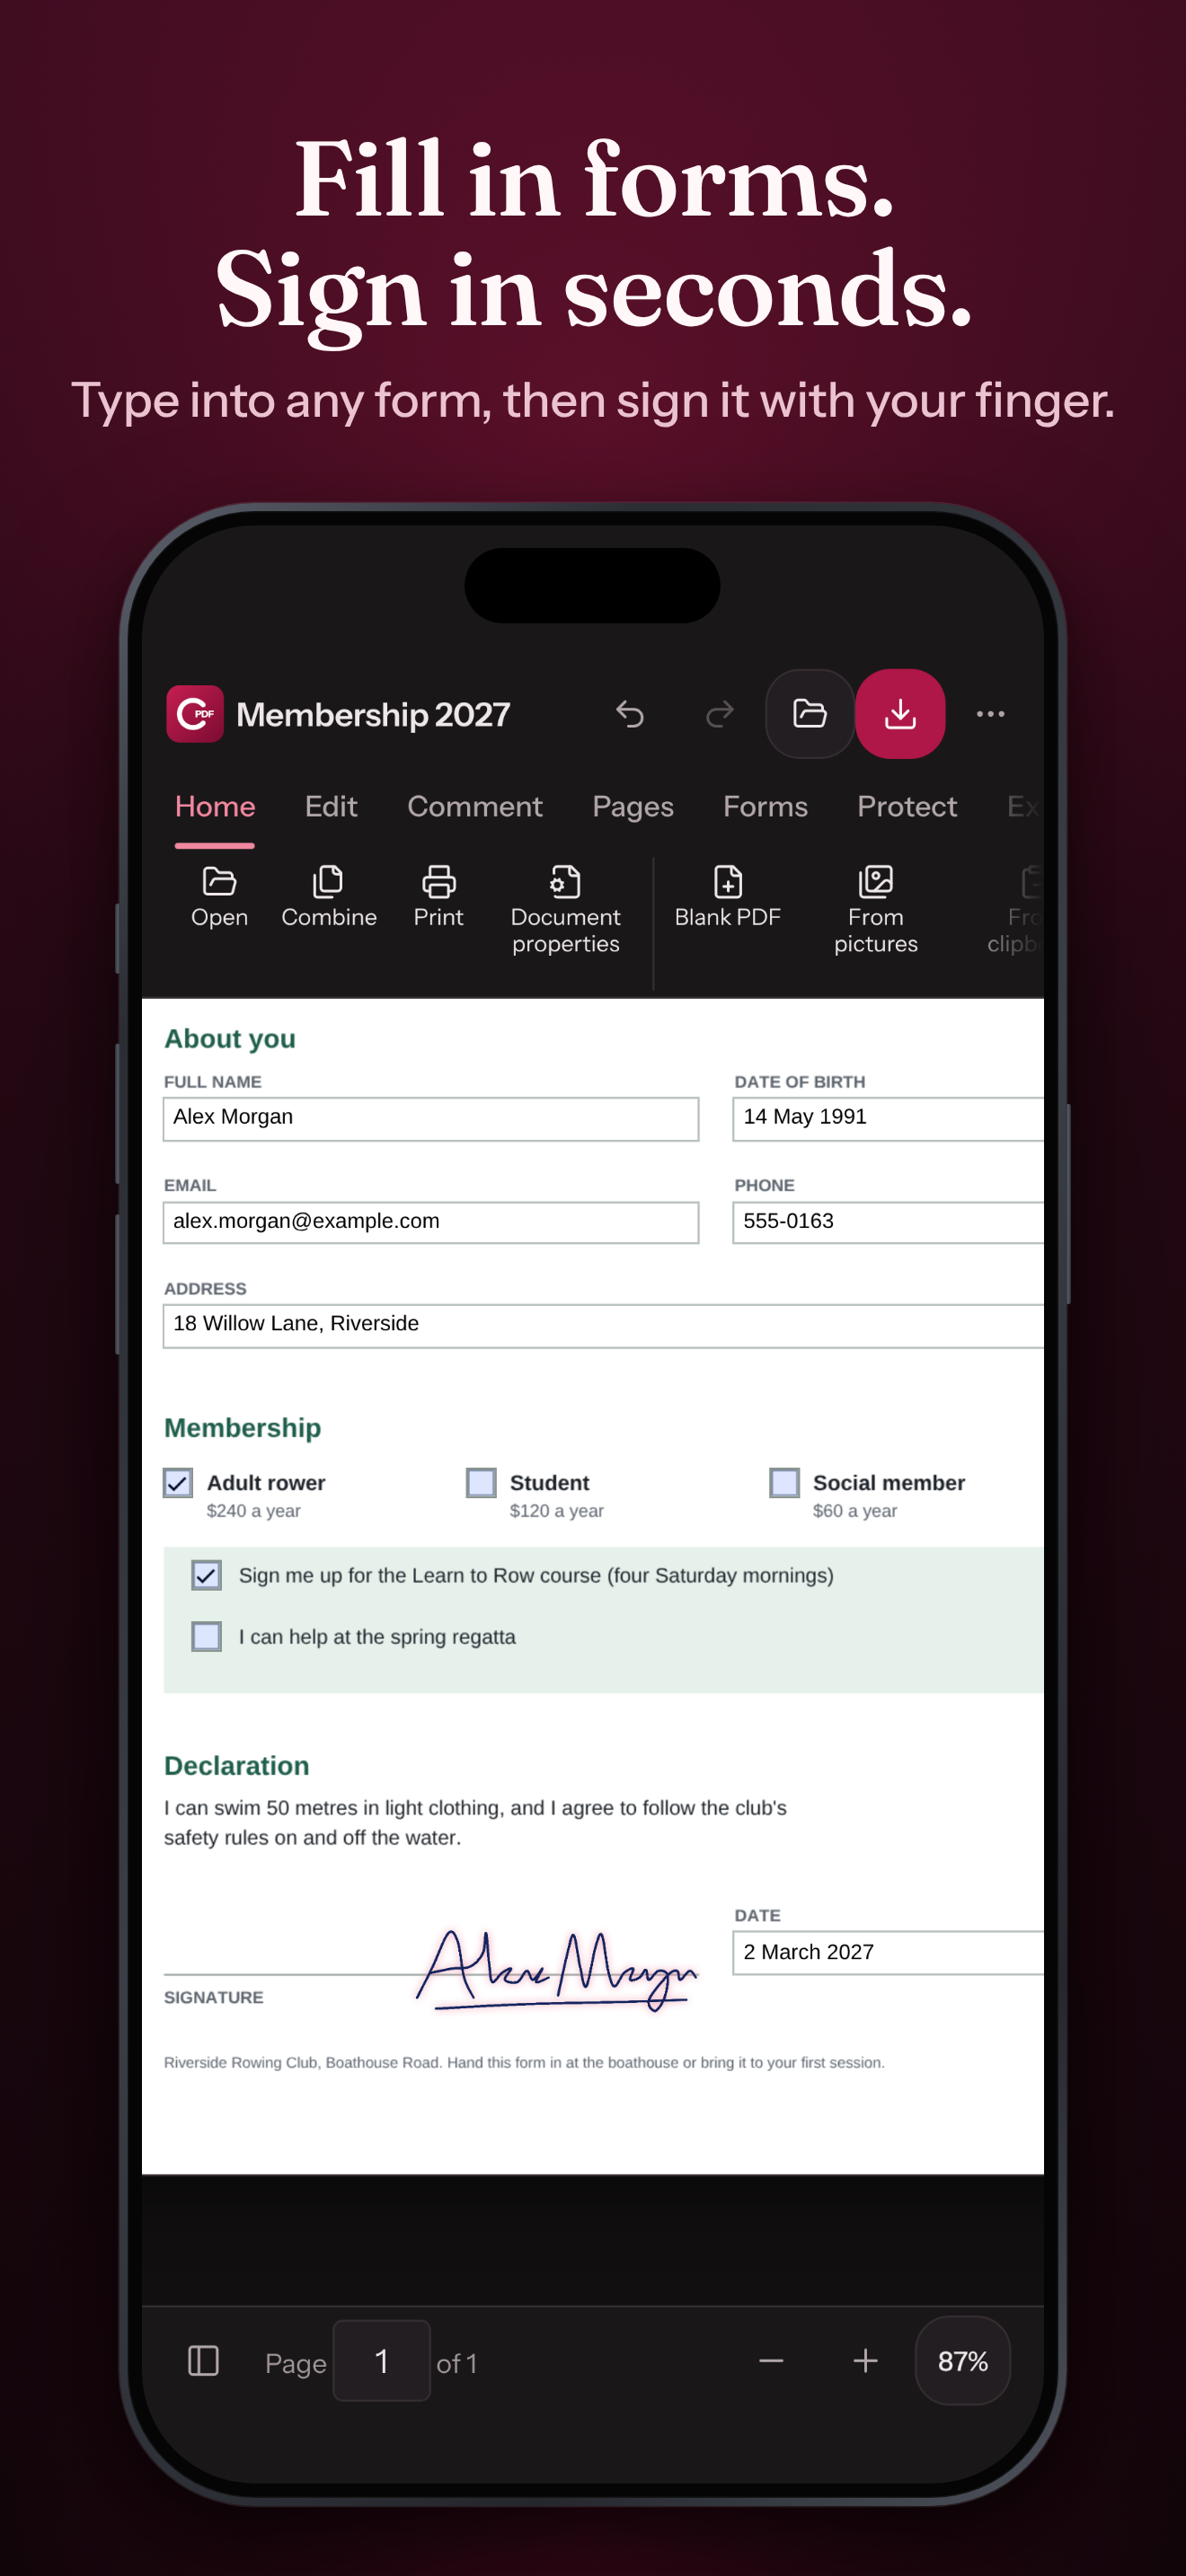 Fill in forms.
Sign in seconds.
Type into any form, then sign it with your finger.
PDF Membership 2027
Home Edit Comment Pages Forms Protect Ex
Open Combine Print Document properties Blank PDF From pictures
About you
FULL NAME DATE OF BIRTH
Alex Morgan 14 May 1991
EMAIL PHONE
alex.morgan@example.com 555-0163
ADDRESS
18 Willow Lane, Riverside
Membership
Adult rower Student Social member
$240 a year $120 a year $60 a year
Sign me up for the Learn to Row course (four Saturday mornings)
I can help at the spring regatta
Declaration
I can swim 50 metres in light clothing, and I agree to follow the club's
safety rules on and off the water.
DATE
Alex Morgan 2 March 2027
SIGNATURE
Riverside Rowing Club, Boathouse Road. Hand this form in at the boathouse or bring it to your first session.
Page 1 of 1 87%